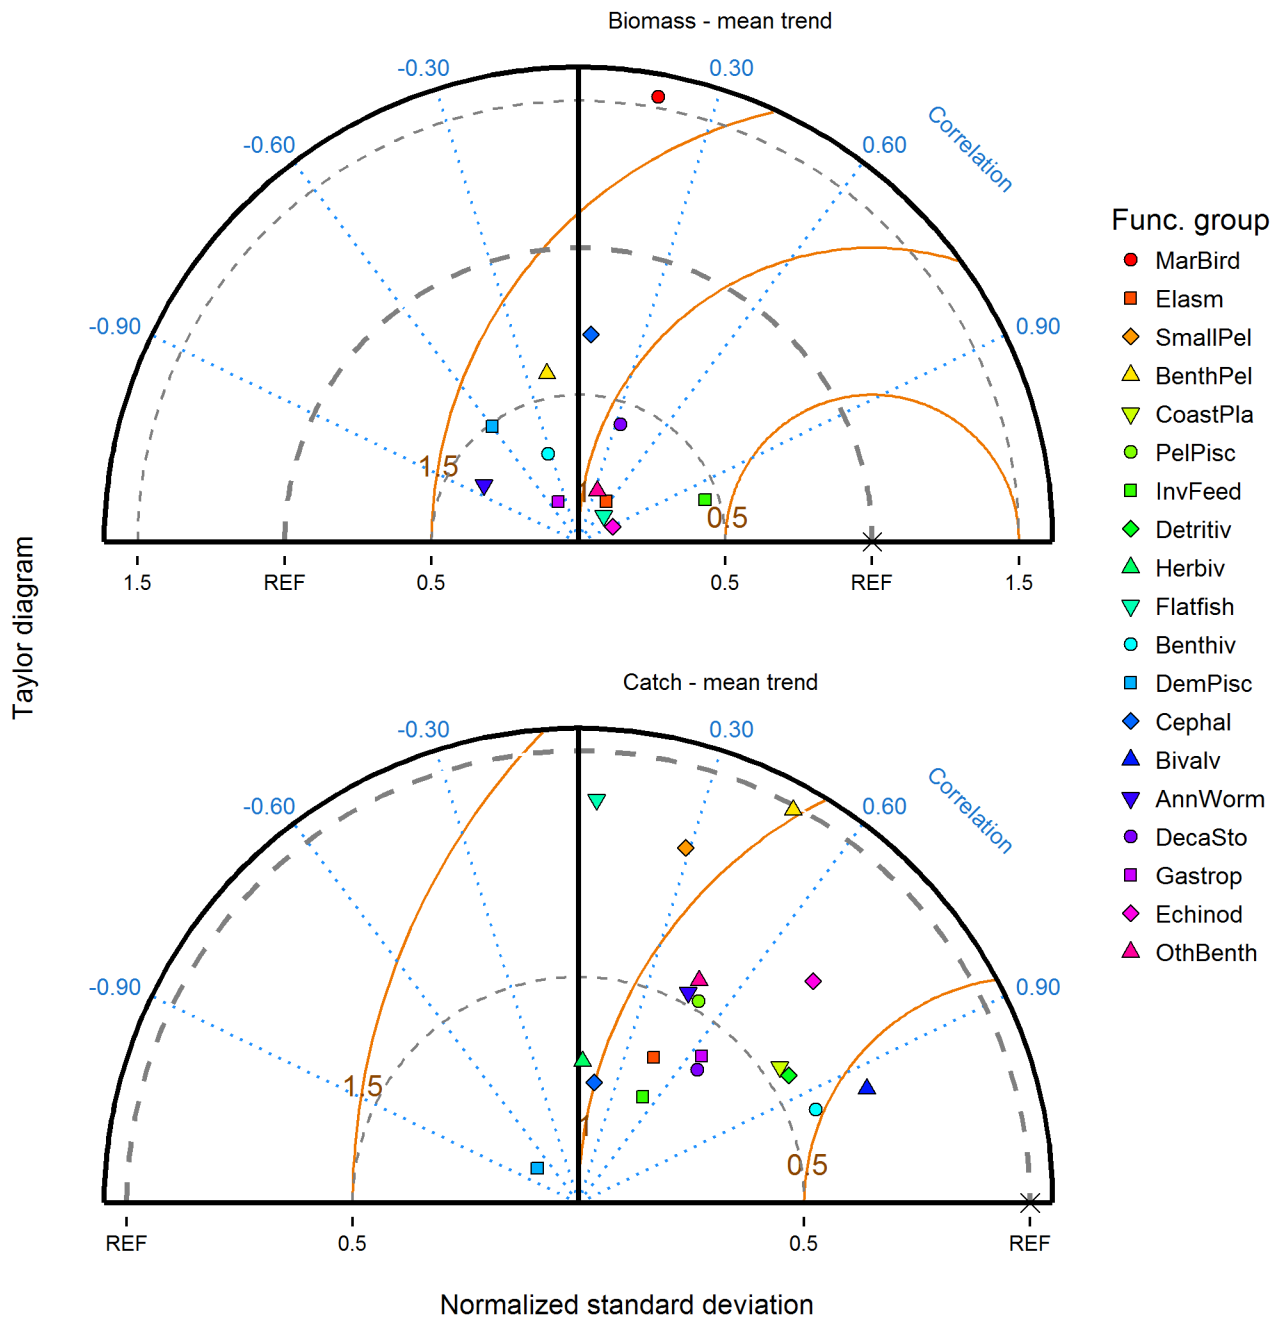 Biomass - mean trend
-0.30
0.30
-0.60
0.60
Correlation
-0.90
0.90
1.5
1
0.5
1.5
REF
0.5
0.5
REF
1.5
Taylor diagram
Catch - mean trend
-0.30
0.30
-0.60
0.60
Correlation
-0.90
0.90
1.5
1
0.5
REF
0.5
0.5
REF
Normalized standard deviation
Func. group
MarBird
Elasm
SmallPel
BenthPel
CoastPla
PelPisc
InvFeed
Detritiv
Herbiv
Flatfish
Benthiv
DemPisc
Cephal
Bivalv
AnnWorm
DecaSto
Gastrop
Echinod
OthBenth